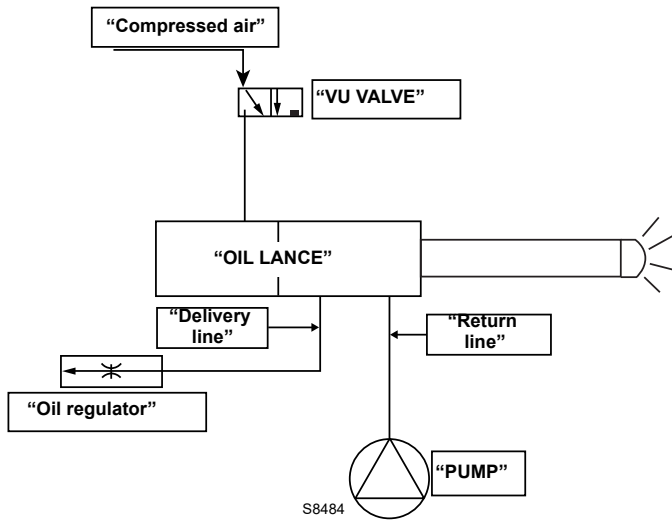 “Compressed air”
“VU VALVE”
“OIL LANCE”
“Delivery
line”
“Return
line”
“Oil regulator”
“PUMP”
S8484